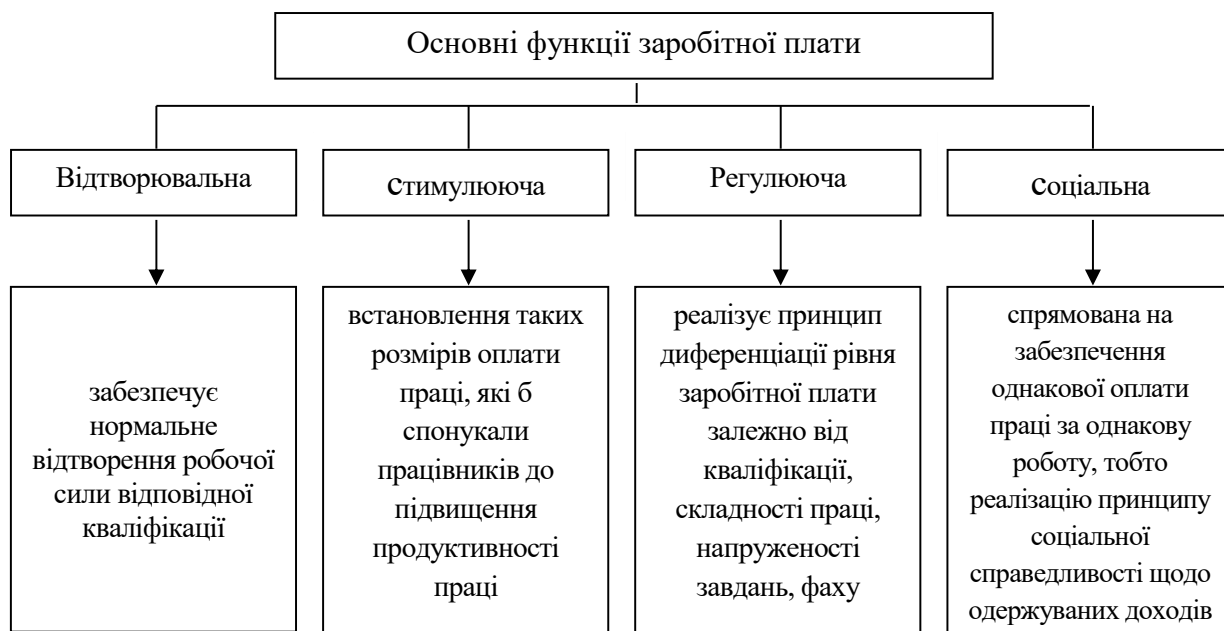 Основні функції заробітної плати
Відтворювальна
стимулююча
Регулююча
соціальна
забезпечує
нормальне
відтворення робочої
сили відповідної
кваліфікації
встановлення таких
розмірів оплати
праці, які б
спонукали
працівників до
підвищення
продуктивності
праці
реалізує принцип
диференціації рівня
заробітної плати
залежно від
кваліфікації,
складності праці,
напруженості
завдань, фаху
спрямована на
забезпечення
однакової оплати
праці за однакову
роботу, тобто
реалізацію принципу
соціальної
справедливості щодо
одержуваних доходів